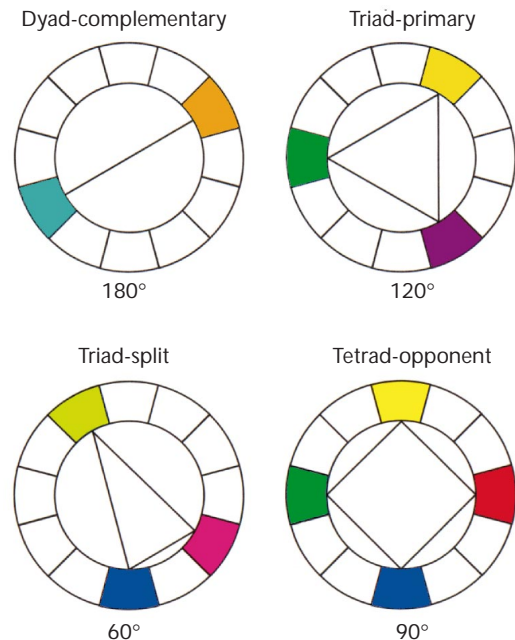 Dyad-complementary
Triad-primary
180°
120°
Triad-split
Tetrad-opponent
60°
90°